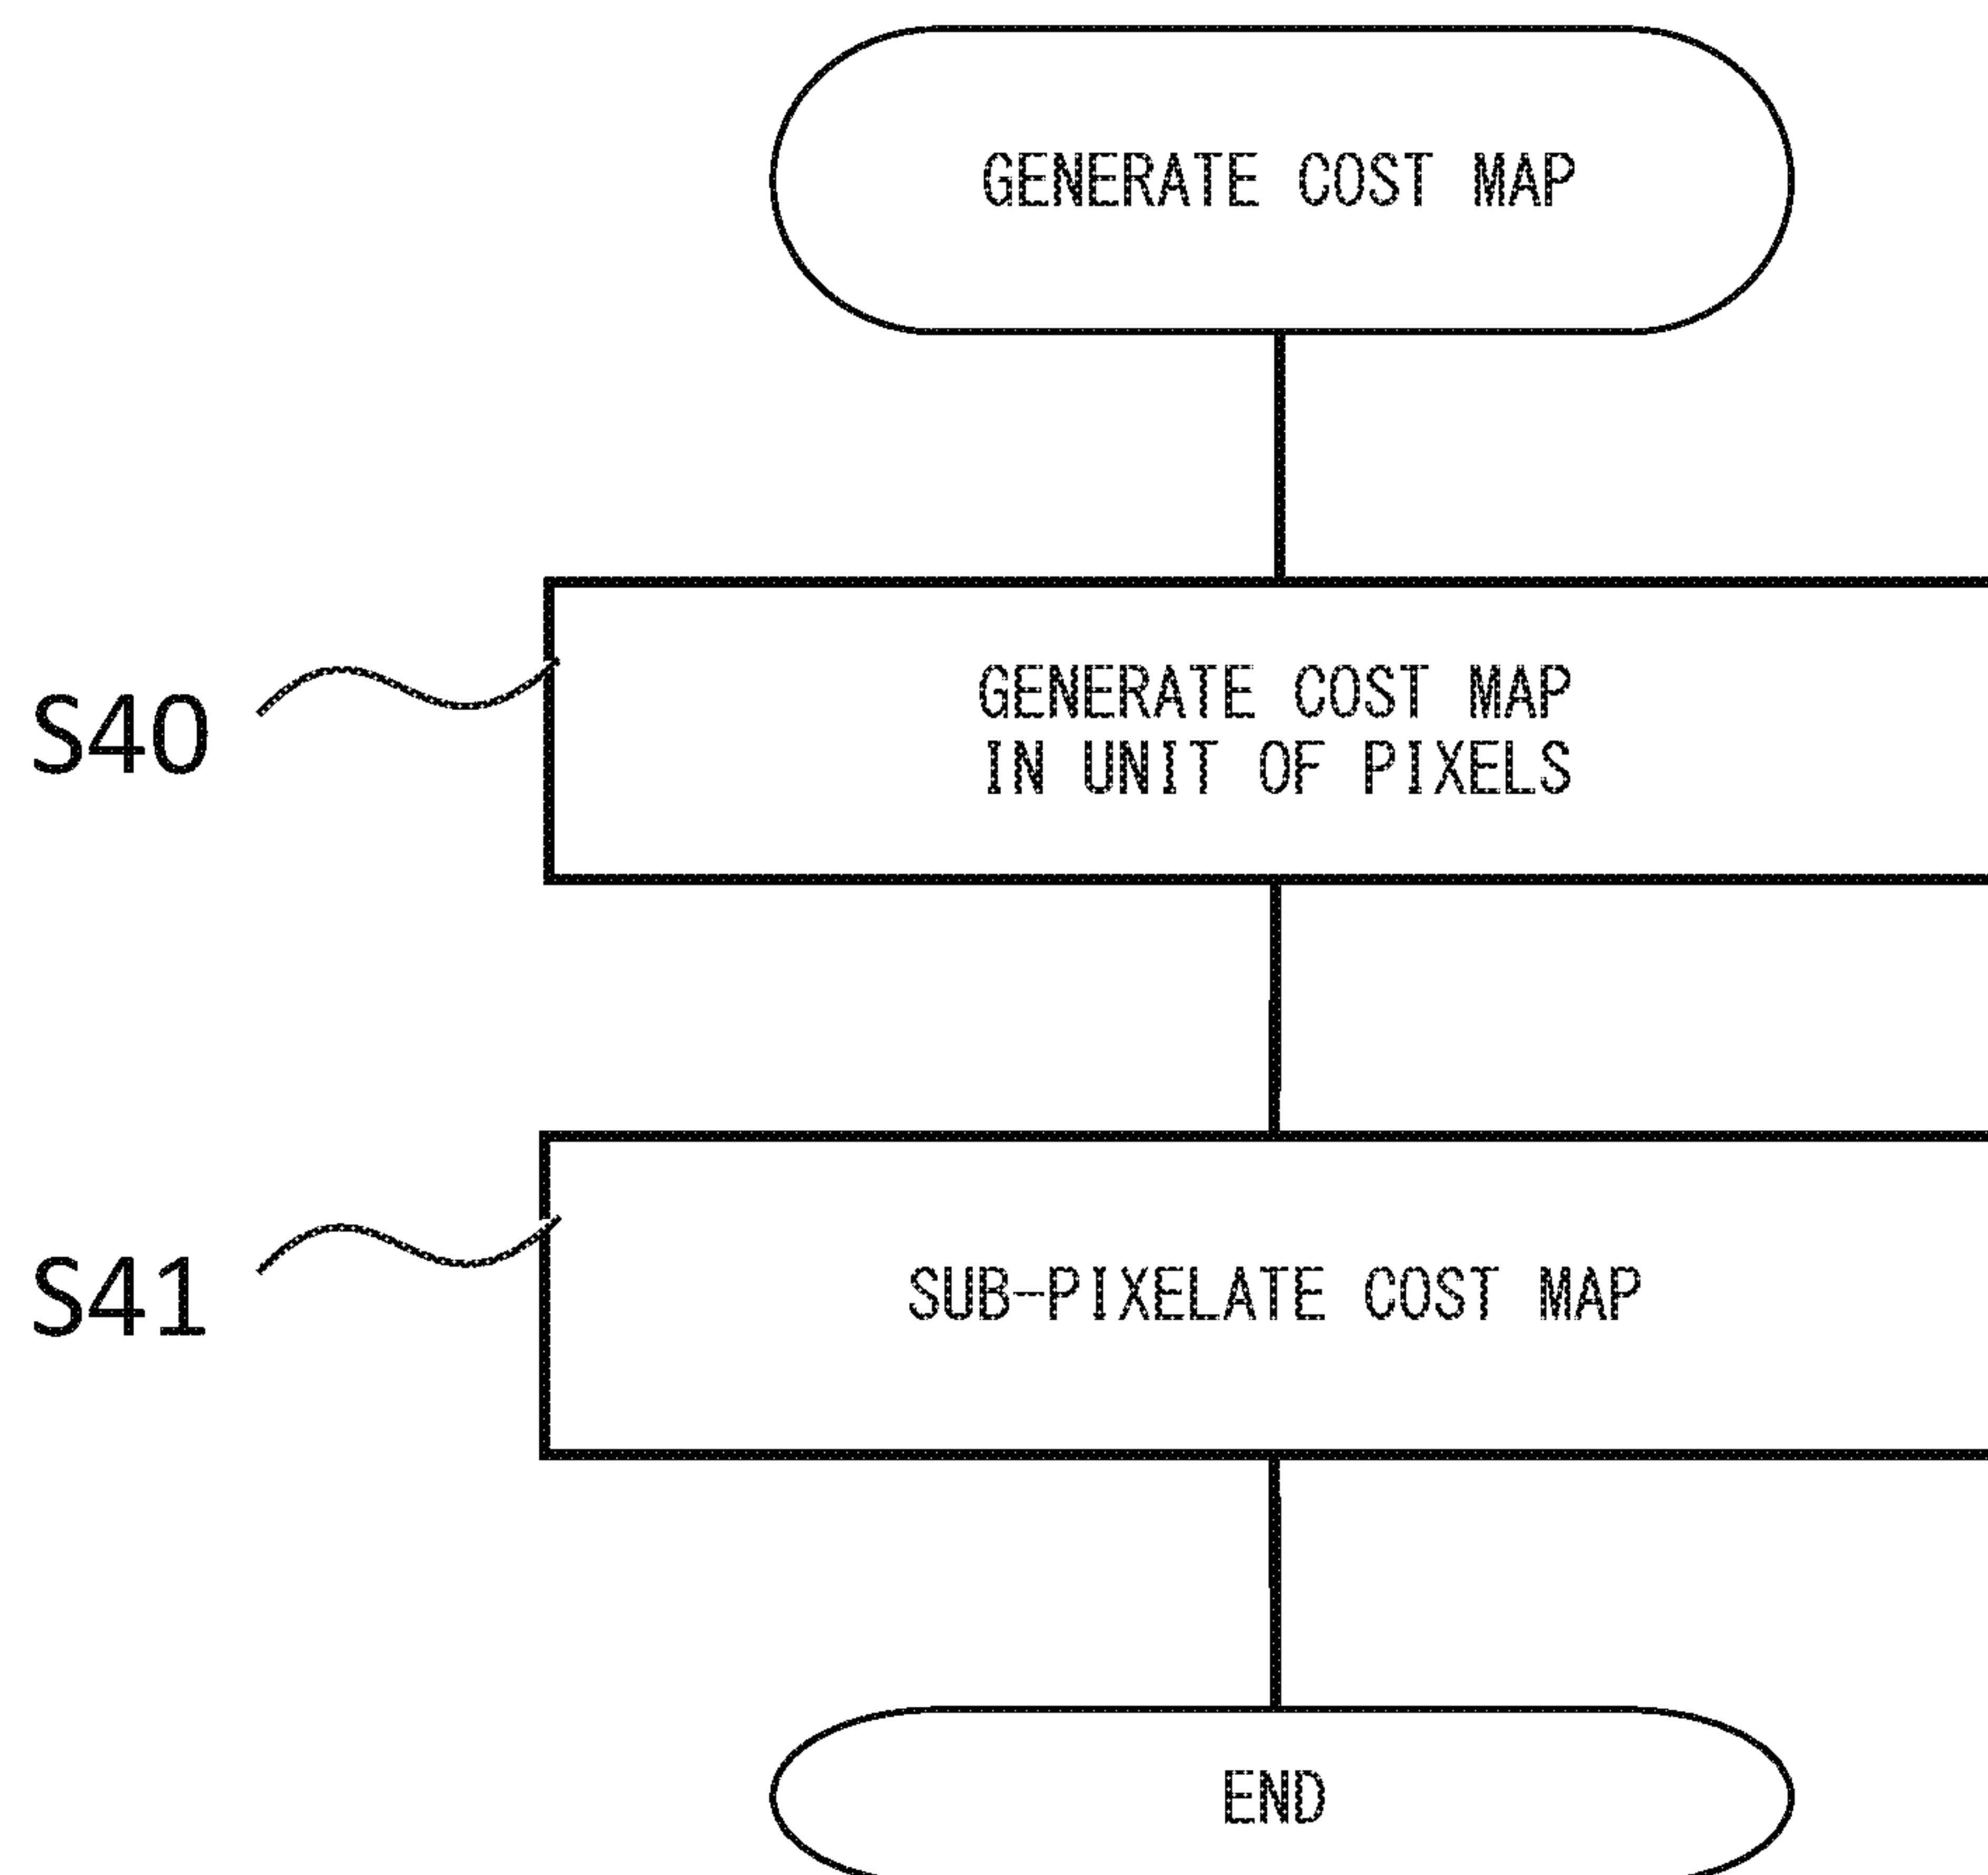 GENERATE COST MAP
S40
GENERATE COST MAP
IN UNIT OF PIXELS
S41
SUB-PIXELATE COST MAP
END